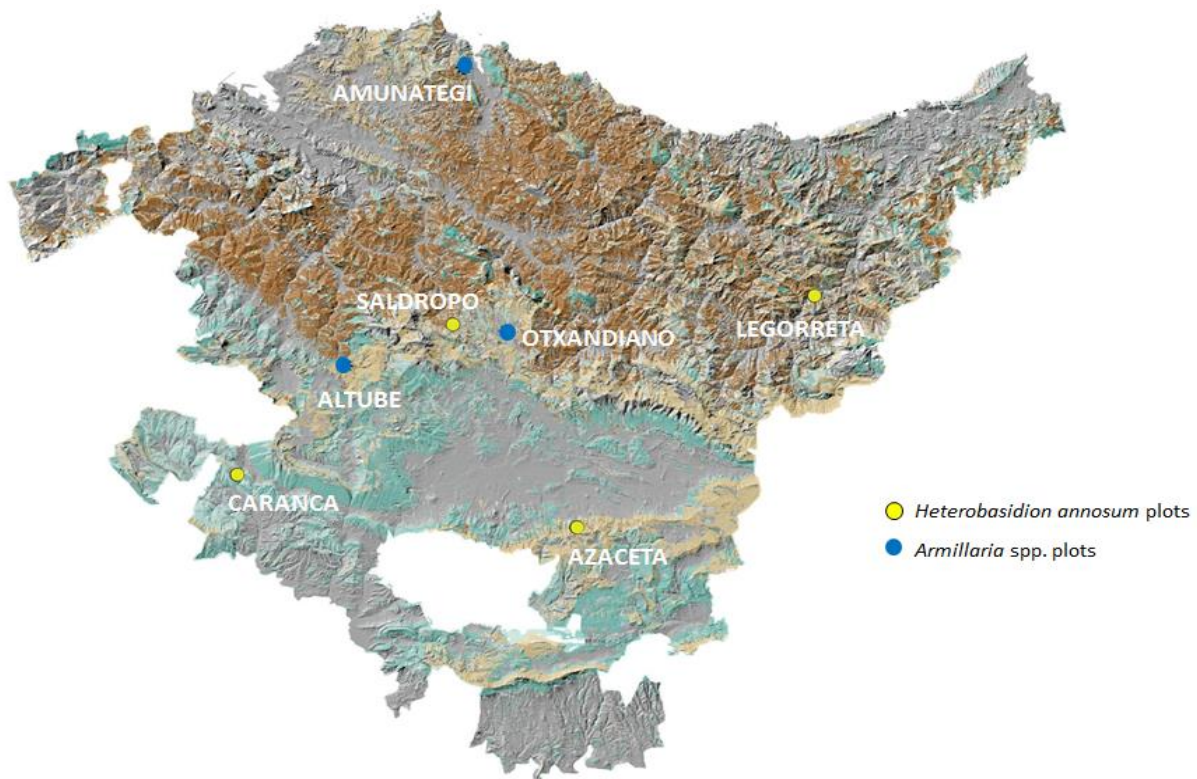 AMUNATEGI
SALDROPO
OTXANDIANO
LEGORRETA
ALTUBE
CARANCA
AZACETA
Heterobasidion annosum plots
Armillaria spp. plots